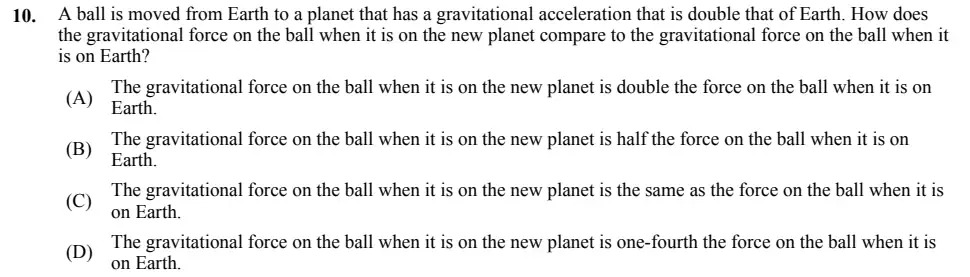 10. A ball is moved from Earth to a planet that has a gravitational acceleration that is double that of Earth. How does
the gravitational force on the ball when it is on the new planet compare to the gravitational force on the ball when it
is on Earth?
(A) The gravitational force on the ball when it is on the new planet is double the force on the ball when it is on
Earth.
(B) The gravitational force on the ball when it is on the new planet is half the force on the ball when it is on
Earth.
(C) The gravitational force on the ball when it is on the new planet is the same as the force on the ball when it is
on Earth.
(D) The gravitational force on the ball when it is on the new planet is one-fourth the force on the ball when it is
on Earth.